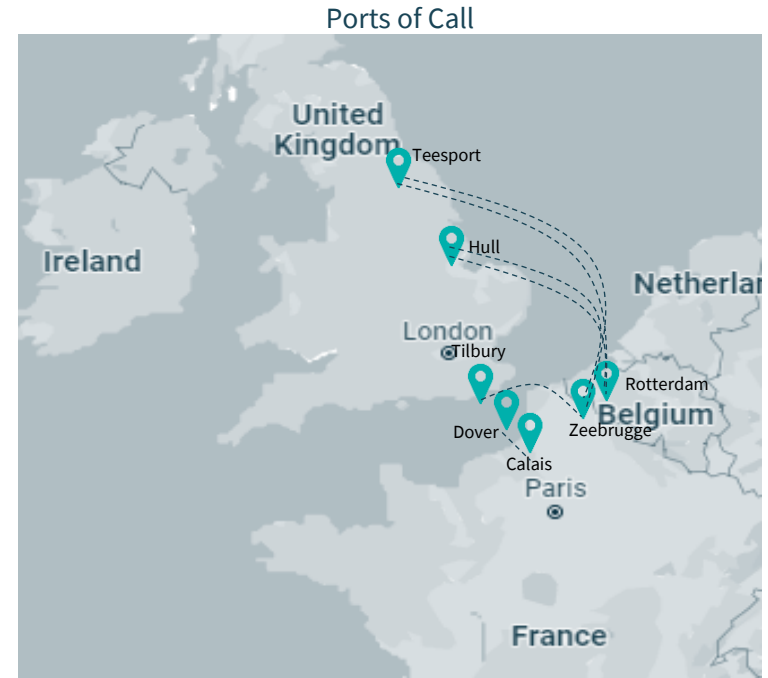 Ports of Call
United
Kingdom
Teesport
Hull
Ireland
Netherlar
London
Tilbury
Rotterdam
Belgium
Zeebrugge
Dover
Calais
Paris
France